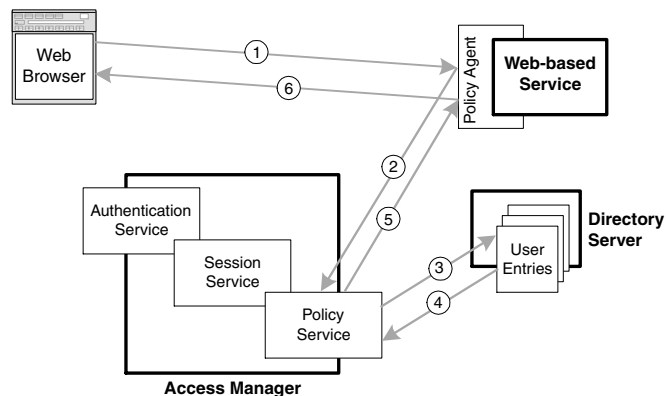 Web
Browser
1
6
Policy Agent
Web-based
Service
2
5
Authentication
Service
Session
Service
Policy
Service
3
4
User
Entries
Directory
Server
Access Manager